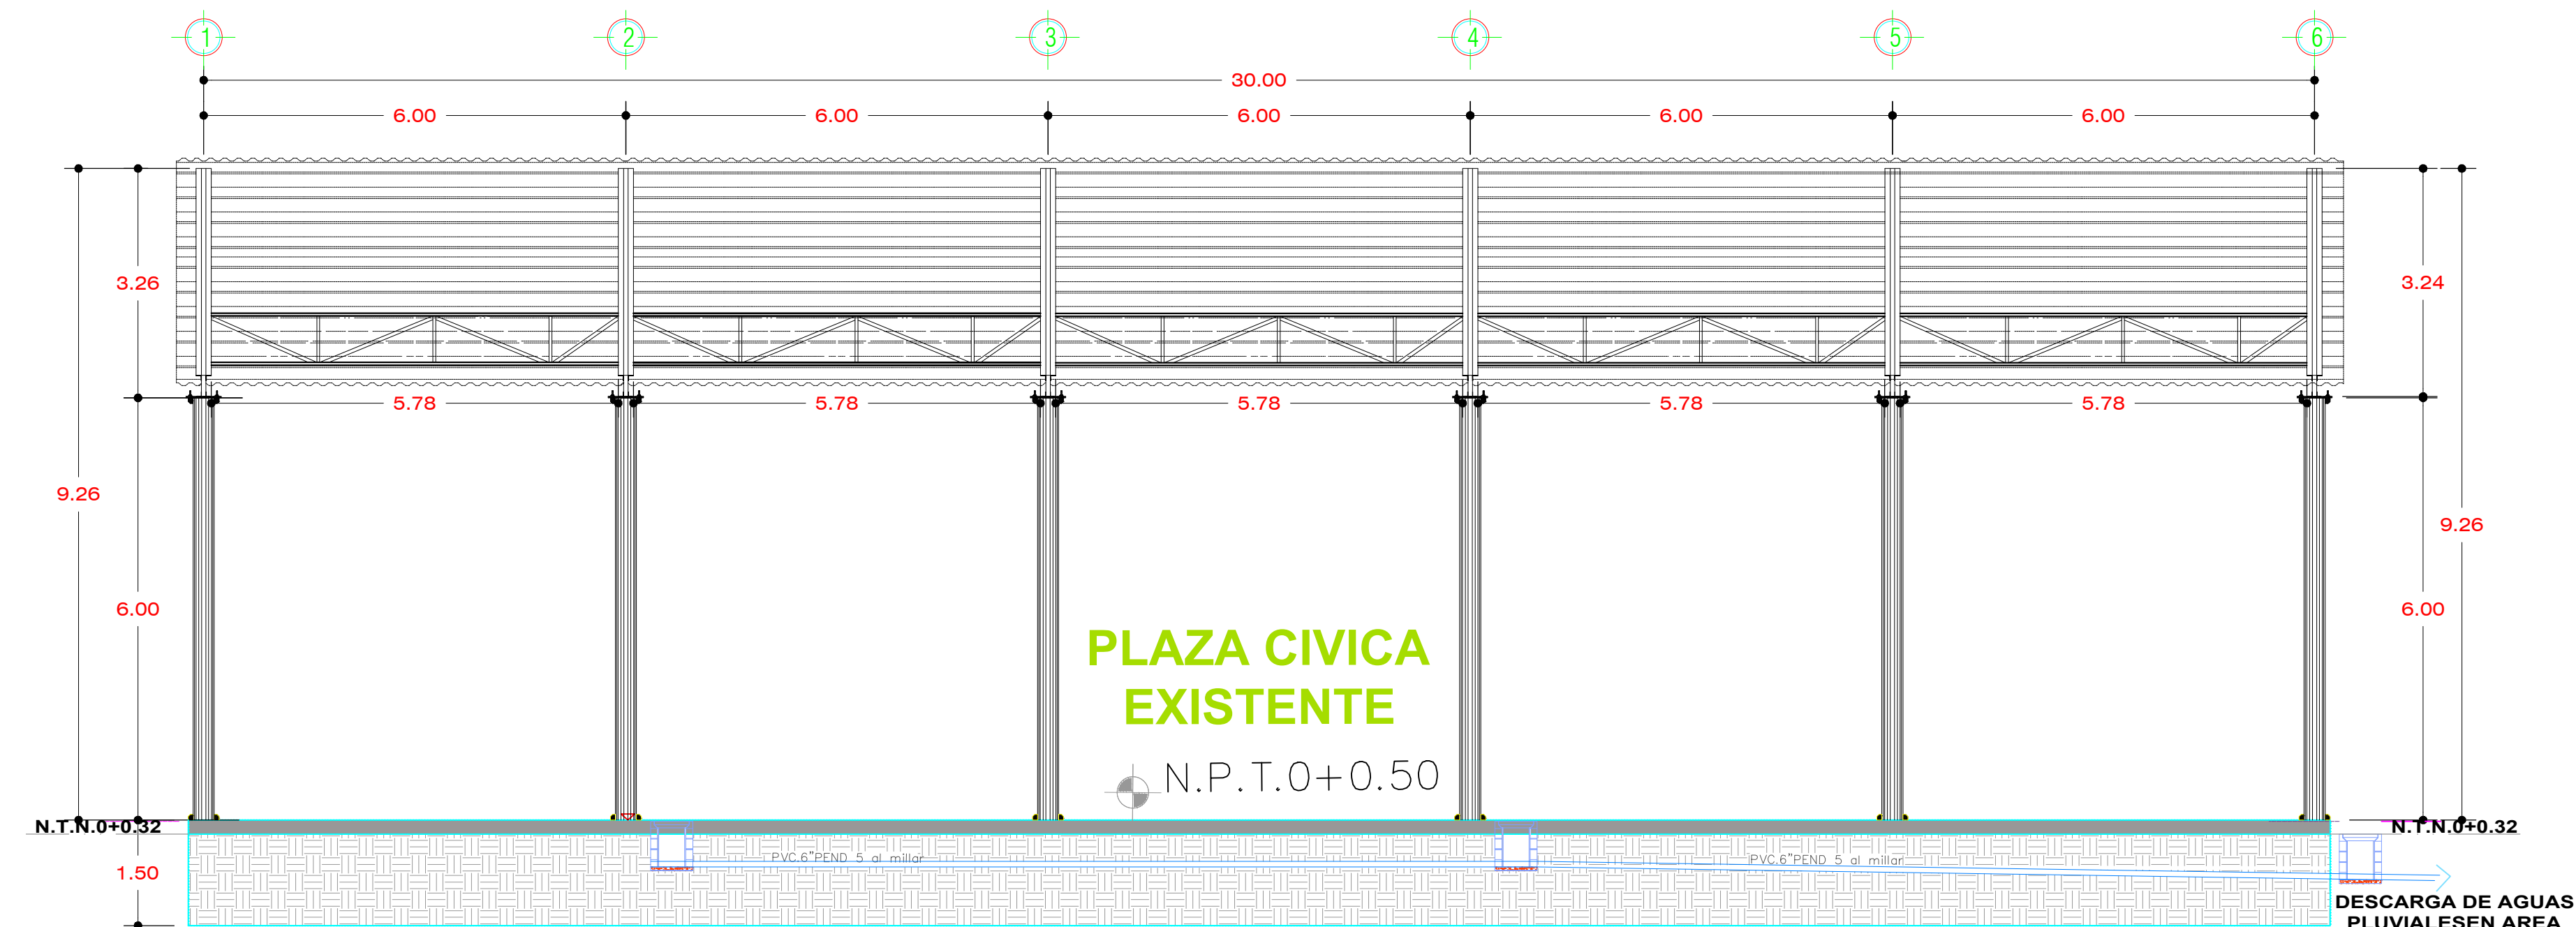 1
2
3
4
5
6
30.00
6.00
6.00
6.00
6.00
6.00
3.26
3.24
5.78
5.78
5.78
5.78
5.78
9.26
9.26
6.00
6.00
PLAZA CIVICA
EXISTENTE
N.P.T.0+0.50
N.T.N.0+0.32
N.T.N.0+0.32
PVC.6"PEND 5 al millar
PVC.6"PEND 5 al millar
1.50
DESCARGA DE AGUAS
PLUVIALESEN AREA